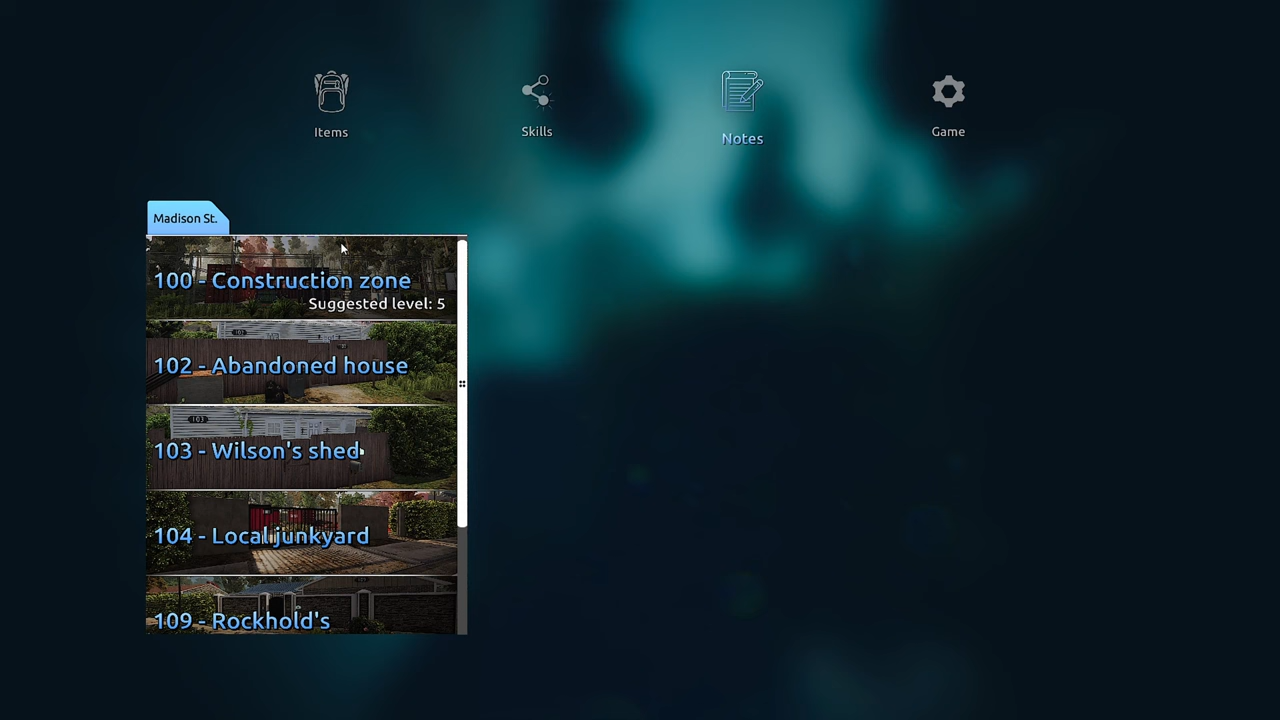 Items
Skills
Notes
Game
Madison St.
100 - Construction zone
Suggested level: 5
102 - Abandoned house
103 - Wilson's shed
104 - Local junkyard
109 - Rockhold's